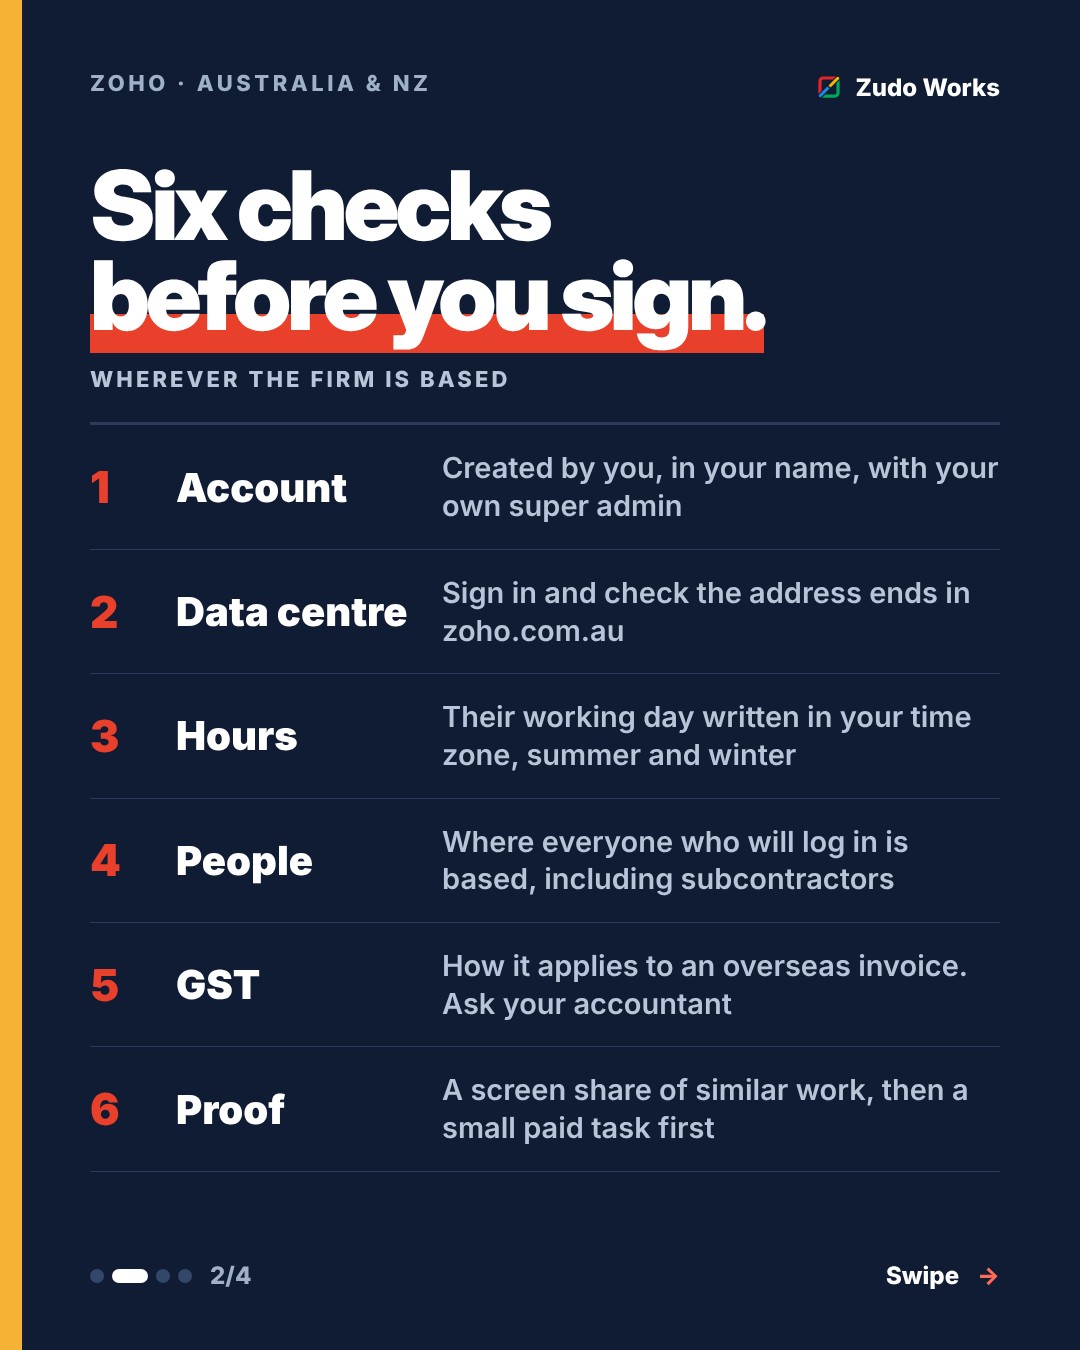 ZOHO · AUSTRALIA & NZ
Zudo Works
Six checks
before you sign.
WHEREVER THE FIRM IS BASED
1 Account
Created by you, in your name, with your
own super admin
2 Data centre
Sign in and check the address ends in
zoho.com.au
3 Hours
Their working day written in your time
zone, summer and winter
4 People
Where everyone who will log in is
based, including subcontractors
5 GST
How it applies to an overseas invoice.
Ask your accountant
6 Proof
A screen share of similar work, then a
small paid task first
2/4
Swipe →